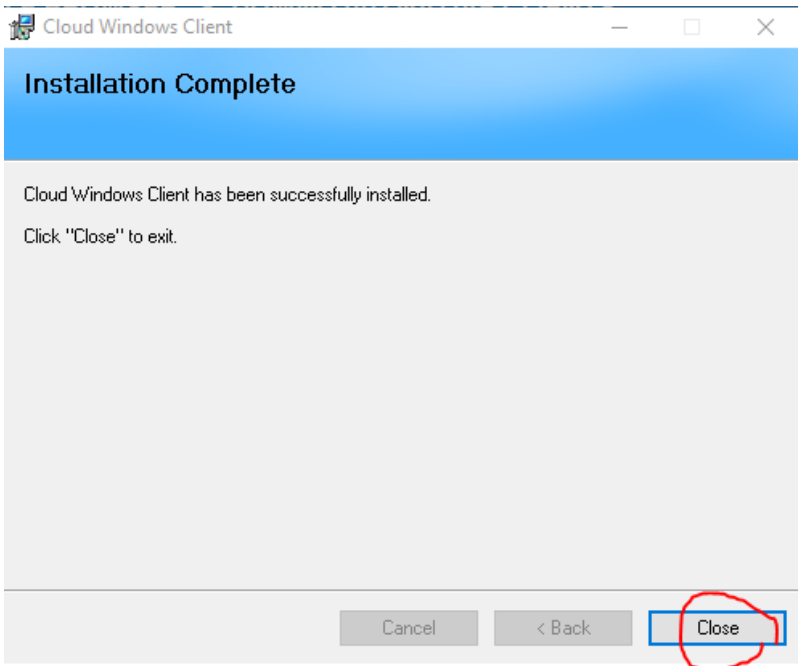 Cloud Windows Client
Installation Complete
Cloud Windows Client has been successfully installed.
Click "Close" to exit.
Cancel
< Back
Close